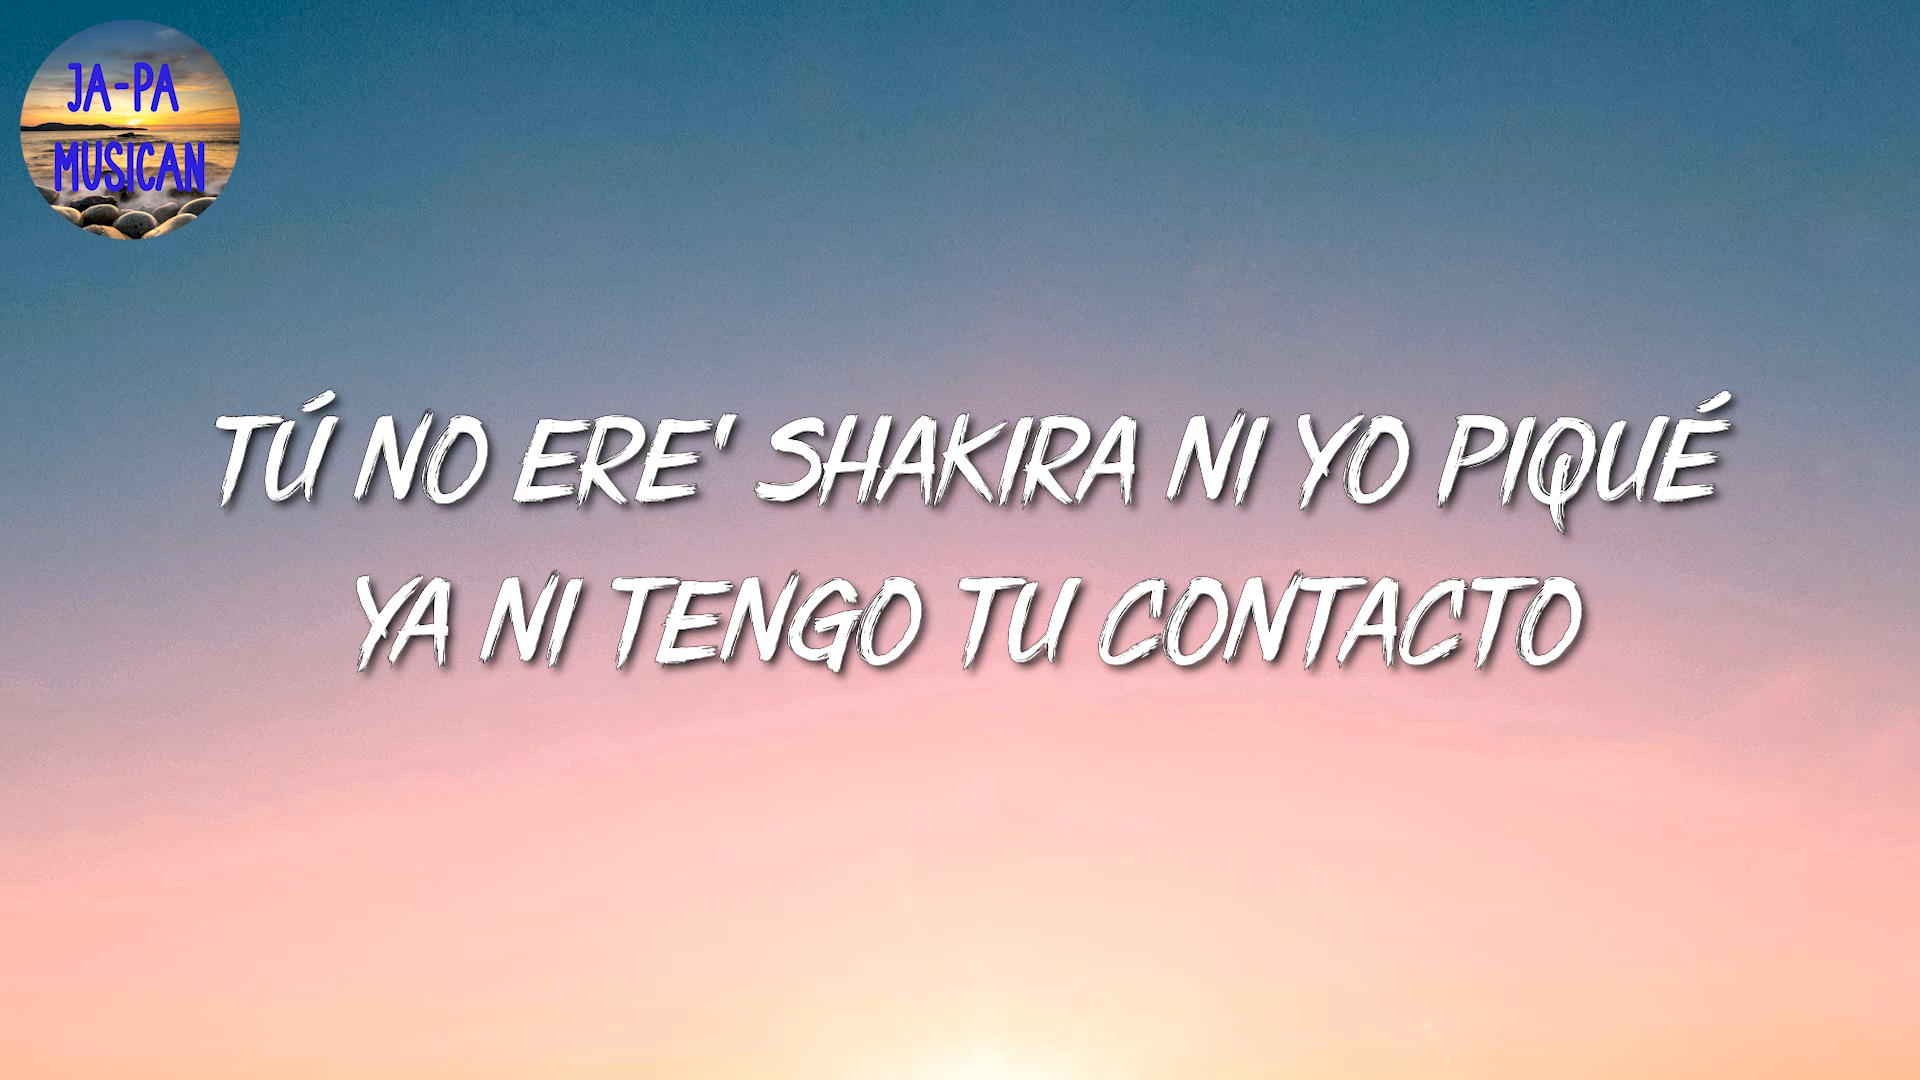 JA-PA
MUSICAN
TÚ NO ERE' SHAKIRA NI YO PIQUÉ
YA NI TENGO TU CONTACTO